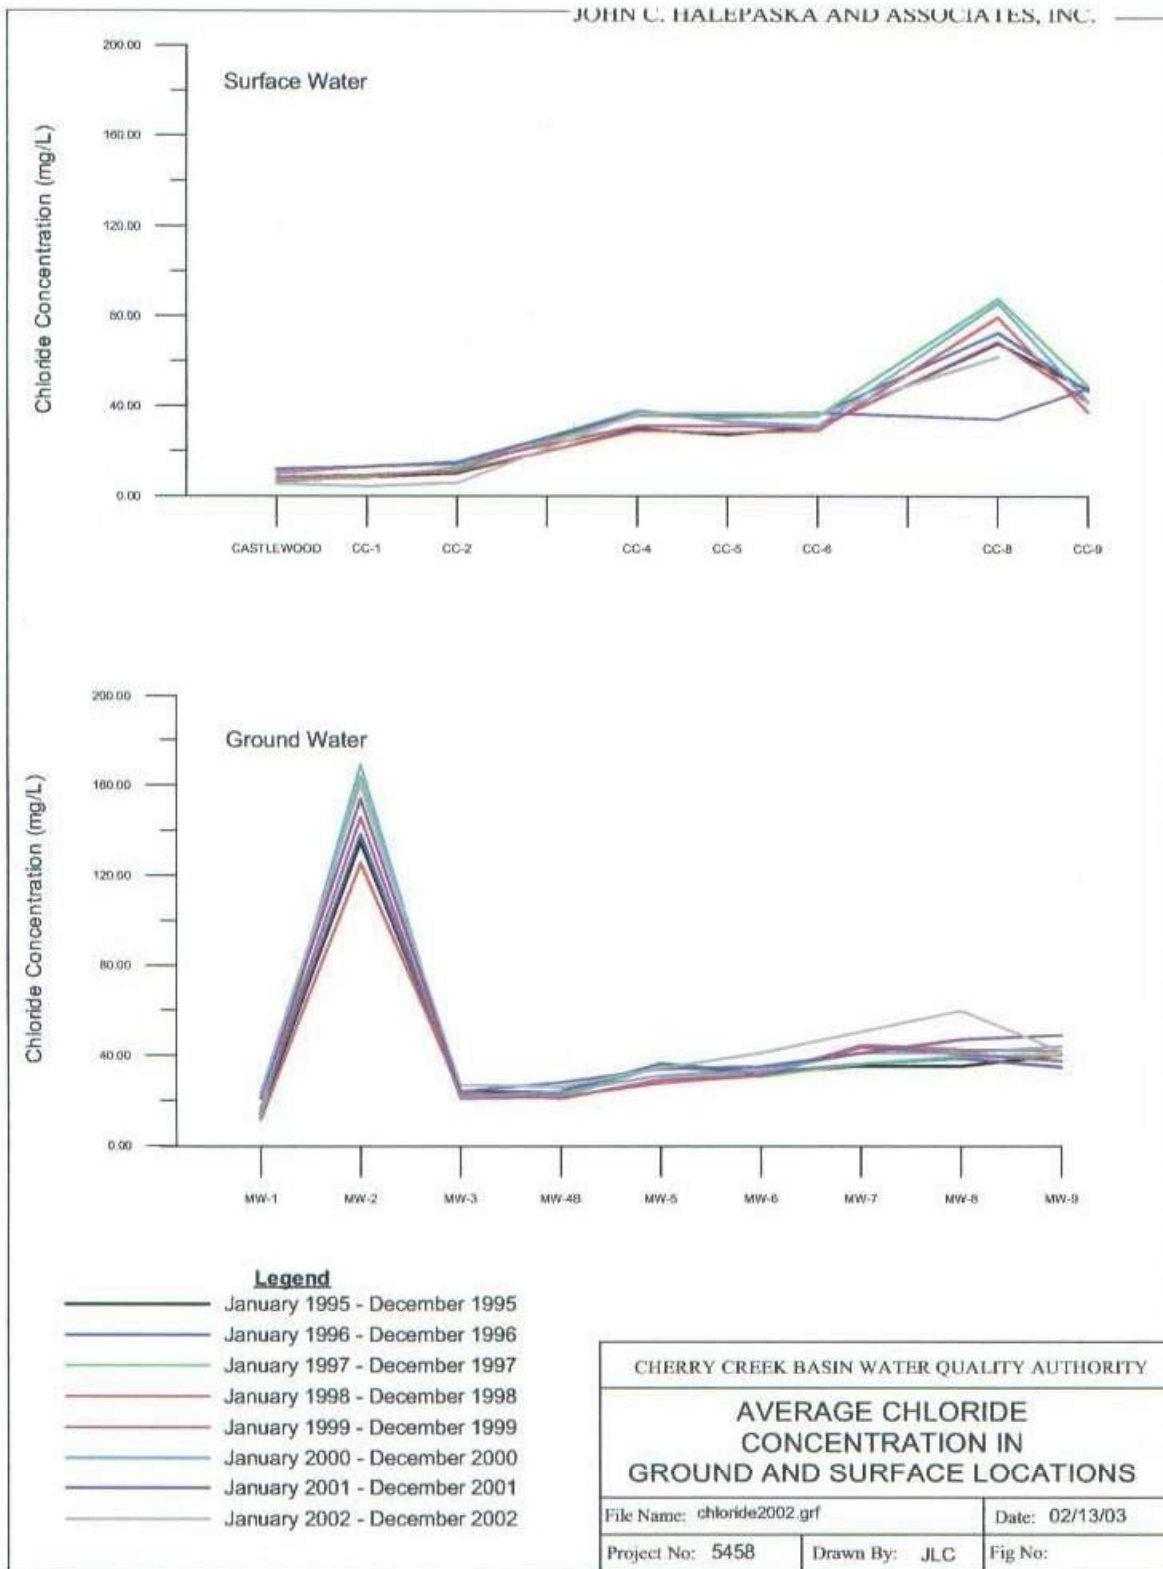 JOHN C. HALEPASKA AND ASSOCIATES, INC.
Surface Water
Chloride Concentration (mg/L)
200.00
160.00
120.00
80.00
40.00
0.00
CASTLEWOOD CC-1 CC-2 CC-4 CC-5 CC-6 CC-8 CC-9
Ground Water
Chloride Concentration (mg/L)
200.00
160.00
120.00
80.00
40.00
0.00
MW-1 MW-2 MW-3 MW-4B MW-5 MW-6 MW-7 MW-8 MW-9
Legend
January 1995 - December 1995
January 1996 - December 1996
January 1997 - December 1997
January 1998 - December 1998
January 1999 - December 1999
January 2000 - December 2000
January 2001 - December 2001
January 2002 - December 2002
CHERRY CREEK BASIN WATER QUALITY AUTHORITY
AVERAGE CHLORIDE
CONCENTRATION IN
GROUND AND SURFACE LOCATIONS
File Name: chloride2002.grf Date: 02/13/03
Project No: 5458 Drawn By: JLC Fig No: